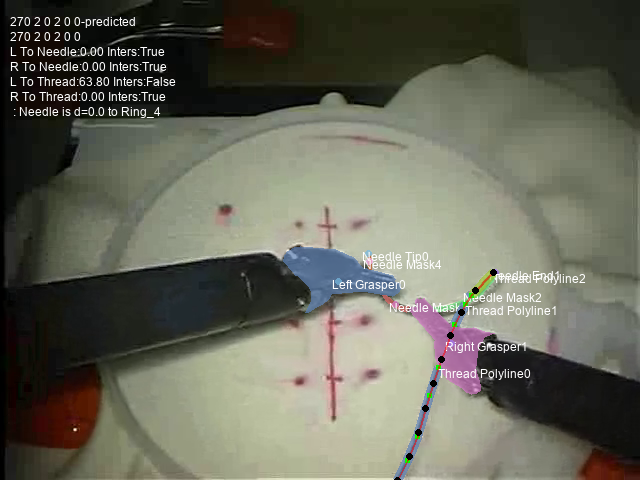 270 2 0 2 0 0-predicted
270 2 0 2 0 0
L To Needle:0.00 Inters:True
R To Needle:0.00 Inters:True
L To Thread:63.80 Inters:False
R To Thread:0.00 Inters:True
: Needle is d=0.0 to Ring_4
Needle Tip0
Needle Mask4
eedle End1
Thread Polyline2
Left Grasper0
Needle Mask2
Needle Mask
Thread Polyline1
Right Grasper1
Thread Polyline0